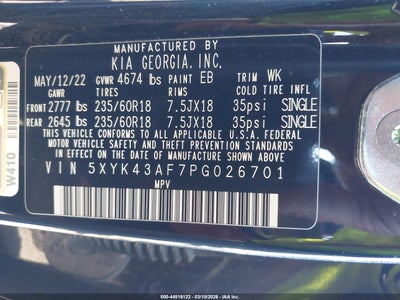 MANUFACTURED BY
KIA GEORGIA, INC.
MAY/12/22 GVWR 4674 lbs PAINT EB TRIM WK
GAWR TIRES RIMS COLD TIRE INFL
FRONT 2777 lbs 235/60R18 7.5JX18 35psi SINGLE
REAR 2645 lbs 235/60R18 7.5JX18 35psi SINGLE
THIS VEHICLE CONFORMS TO ALL APPLICABLE U.S.A. FEDERAL
MOTOR VEHICLE SAFETY, BUMPER, AND THEFT PREVENTION
STANDARDS IN EFFECT ON THE DATE OF MANUFACTURE SHOWN ABOVE.
VIN 5XYK43AF7PG026701
MPV
W410
000-44518122 - 03/10/2026 - IAA Inc.